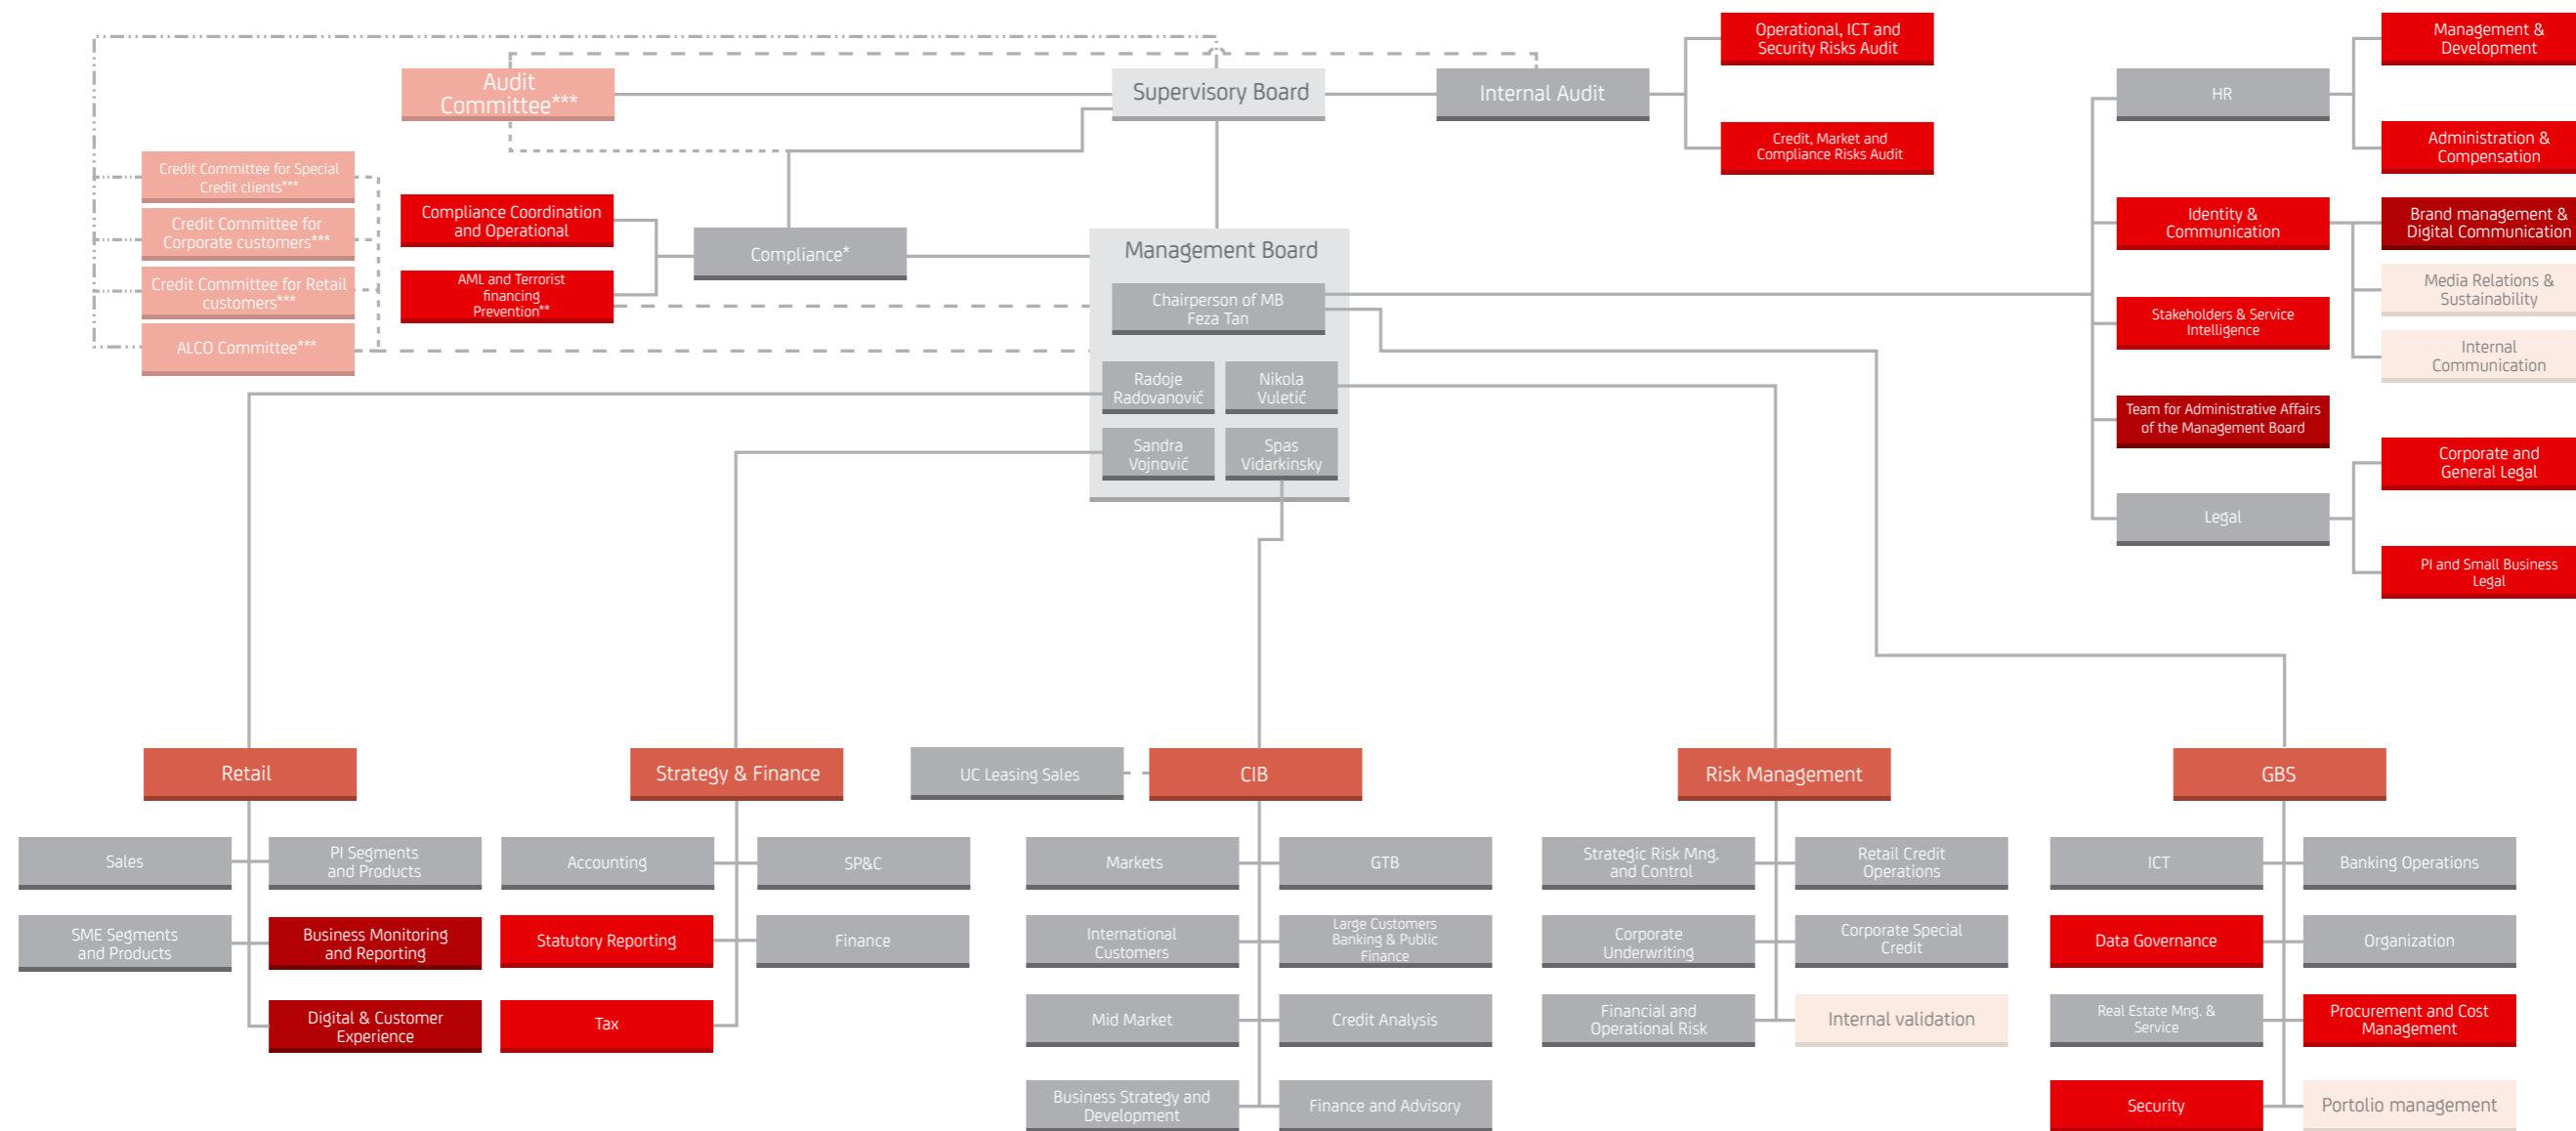 Operational, ICT and
Security Risks Audit
Management &
Development
Audit
Committee***
Supervisory Board
Internal Audit
HR
Credit, Market and
Compliance Risks Audit
Administration &
Compensation
Credit Committee for Special
Credit clients***
Credit Committee for
Corporate customers***
Credit Committee for Retail
customers***
ALCO Committee***
Compliance Coordination
and Operational
AML and Terrorist
financing
Prevention**
Compliance*
Management Board
Chairperson of MB
Feza Tan
Radoje
Radovanović
Nikola
Vuletić
Sandra
Vojnović
Spas
Vidarkinsky
Identity &
Communication
Brand management &
Digital Communication
Media Relations &
Sustainability
Stakeholders & Service
Intelligence
Internal
Communication
Team for Administrative Affairs
of the Management Board
Corporate and
General Legal
Legal
PI and Small Business
Legal
Retail
Strategy & Finance
UC Leasing Sales
CIB
Risk Management
GBS
Sales
PI Segments
and Products
SME Segments
and Products
Business Monitoring
and Reporting
Digital & Customer
Experience
Accounting
SP&C
Statutory Reporting
Finance
Tax
Markets
GTB
International
Customers
Large Customers
Banking & Public
Finance
Mid Market
Credit Analysis
Business Strategy and
Development
Finance and Advisory
Strategic Risk Mng.
and Control
Retail Credit
Operations
Corporate
Underwriting
Corporate Special
Credit
Financial and
Operational Risk
Internal validation
ICT
Banking Operations
Data Governance
Organization
Real Estate Mng. &
Service
Procurement and Cost
Management
Security
Portolio management